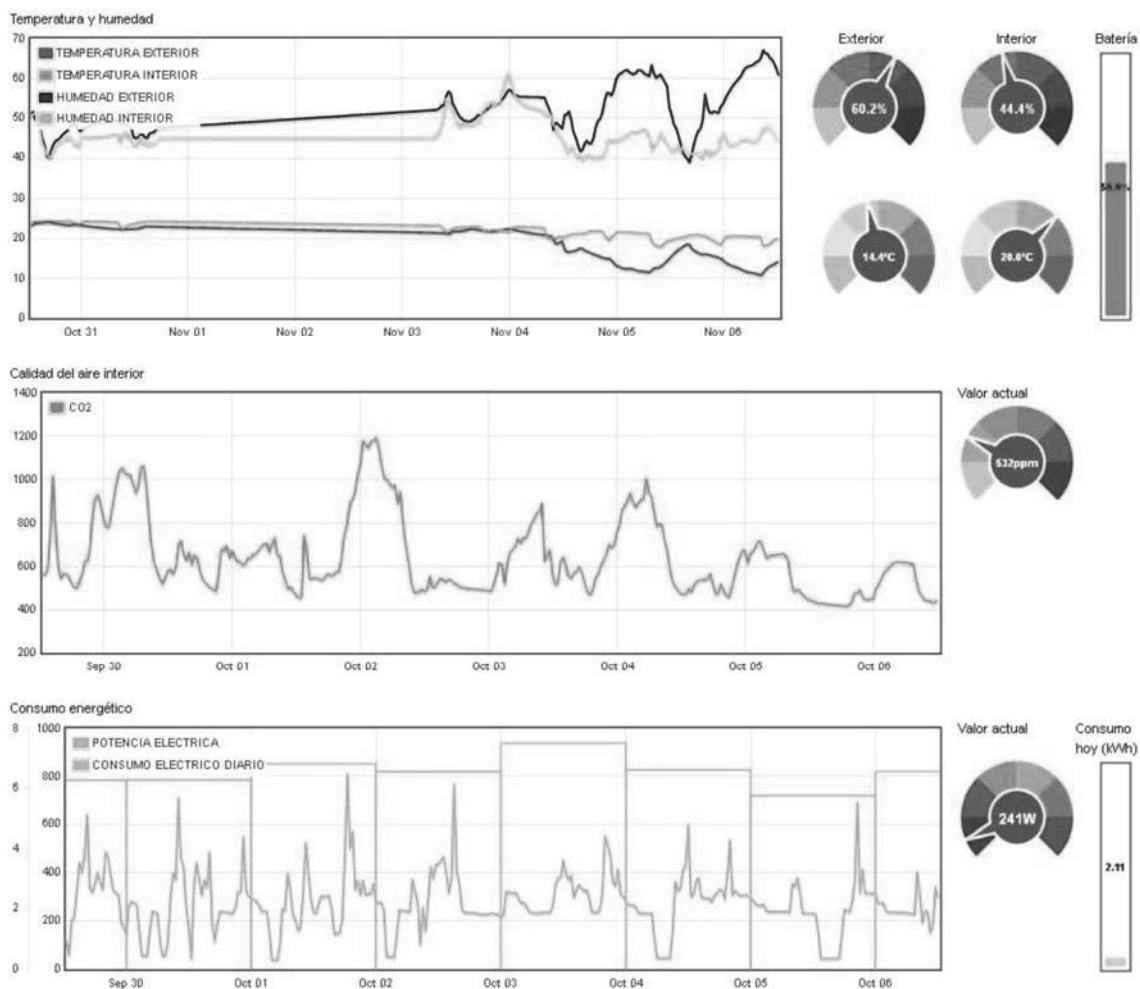 Temperatura y humedad
70
60
50
40
30
20
10
0
TEMPERATURA EXTERIOR
TEMPERATURA INTERIOR
HUMEDAD EXTERIOR
HUMEDAD INTERIOR
Oct 31 Nov 01 Nov 02 Nov 03 Nov 04 Nov 05 Nov 06
Exterior Interior Batería
60.2% 44.4%
14.4ºC 20.0ºC
Calidad del aire interior
1400
1200
1000
800
600
400
200
CO2
Sep 30 Oct 01 Oct 02 Oct 03 Oct 04 Oct 05 Oct 06
Valor actual
532ppm
Consumo energético
8 1000
800
6
600
4
400
2
200
0 0
POTENCIA ELECTRICA
CONSUMO ELECTRICO DIARIO
Sep 30 Oct 01 Oct 02 Oct 03 Oct 04 Oct 05 Oct 06
Valor actual
241W
Consumo
hoy (kWh)
2.11